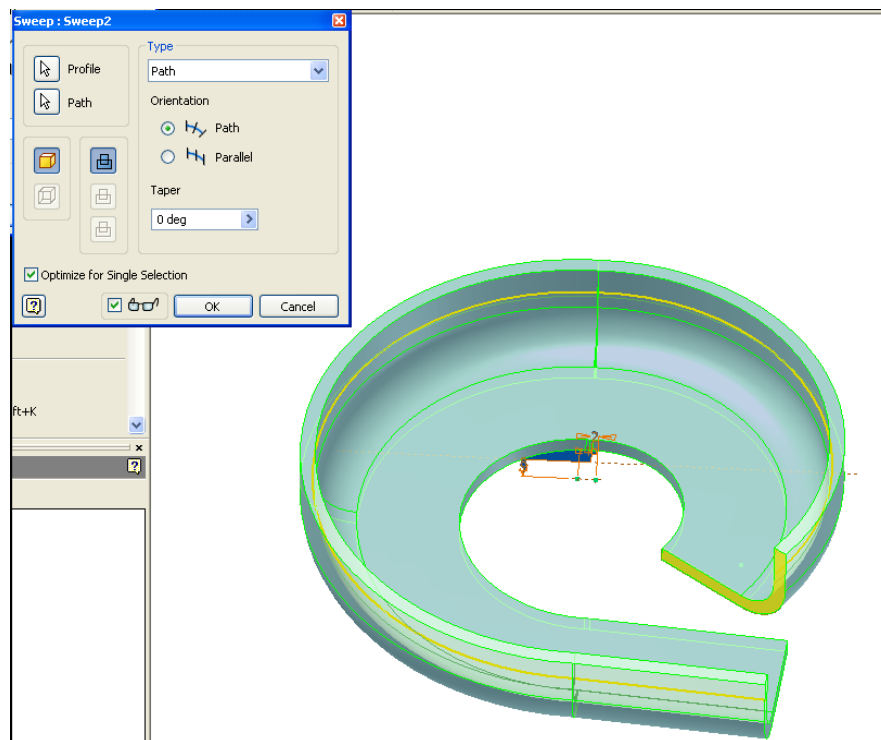 Sweep : Sweep2
Profile
Path
Type
Path
Orientation
Path
Parallel
Taper
0 deg
Optimize for Single Selection
OK
Cancel
ft+K